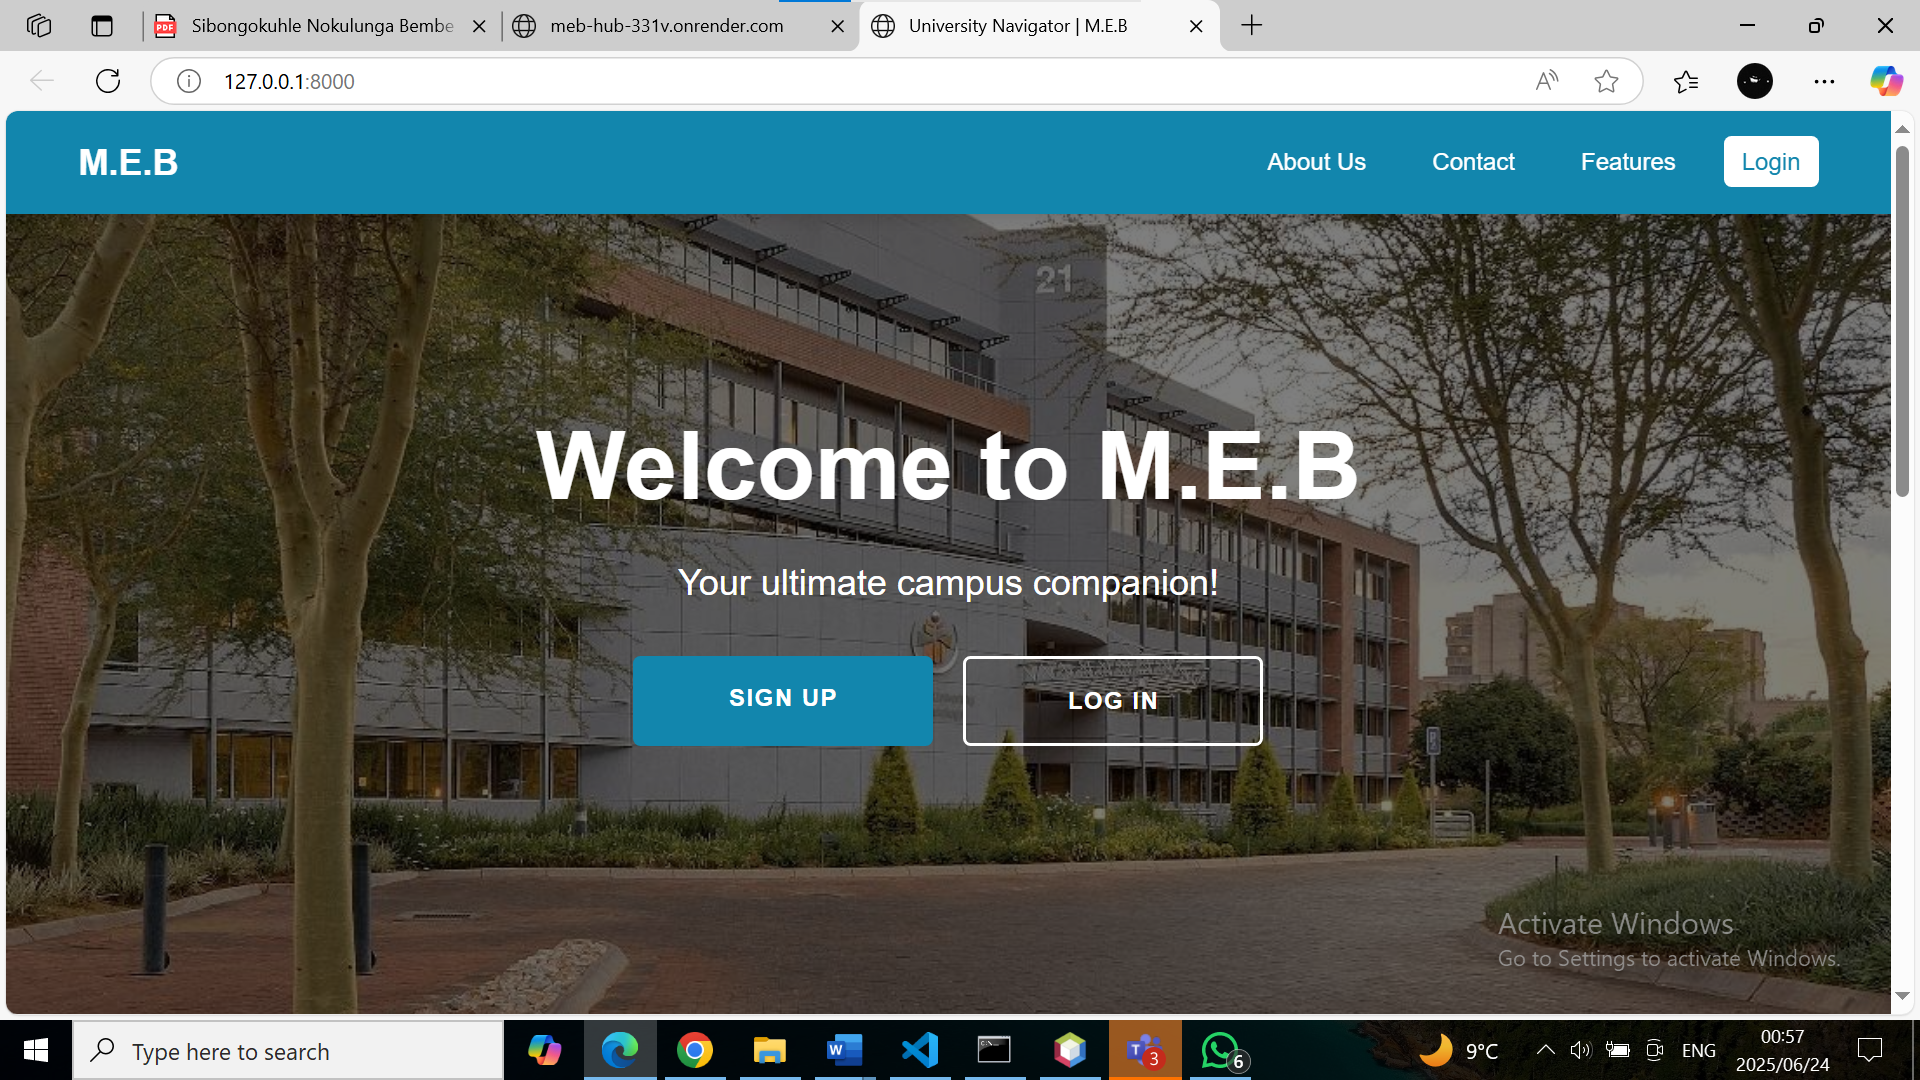 Sibongokuhle Nokulunga Bembe
meb-hub-331v.onrender.com
University Navigator | M.E.B
127.0.0.1:8000
M.E.B
About Us
Contact
Features
Login
21
Welcome to M.E.B
Your ultimate campus companion!
SIGN UP
LOG IN
Activate Windows
Go to Settings to activate Windows.
Type here to search
3
6
9°C
ENG
00:57
2025/06/24